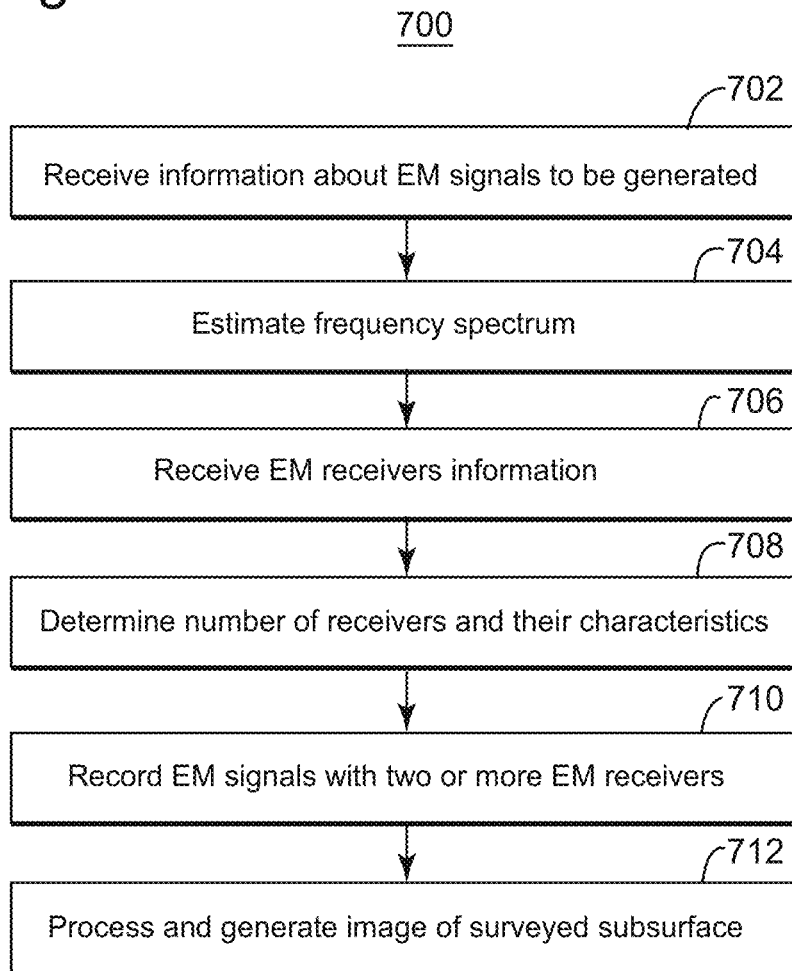 700
702
Receive information about EM signals to be generated
704
Estimate frequency spectrum
706
Receive EM receivers information
708
Determine number of receivers and their characteristics
710
Record EM signals with two or more EM receivers
712
Process and generate image of surveyed subsurface